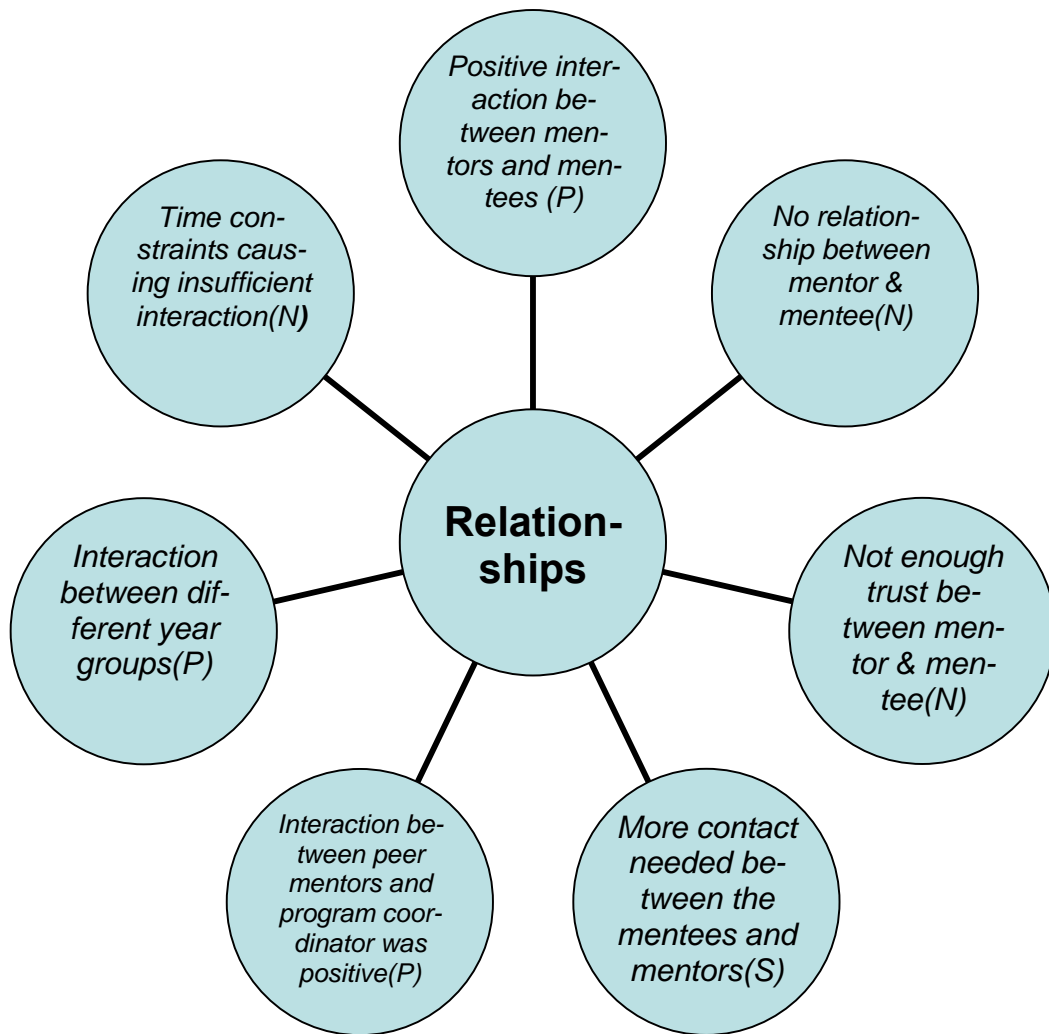 Positive inter-
action be-
tween men-
tors and men-
tees (P)
No relation-
ship between
mentor &
mentee(N)
Not enough
trust be-
tween men-
tor & men-
tee(N)
More contact
needed be-
tween the
mentees and
mentors(S)
Interaction be-
tween peer
mentors and
program coor-
dinator was
positive(P)
Interaction
between dif-
ferent year
groups(P)
Time con-
straints caus-
ing insufficient
interaction(N)
Relation-
ships